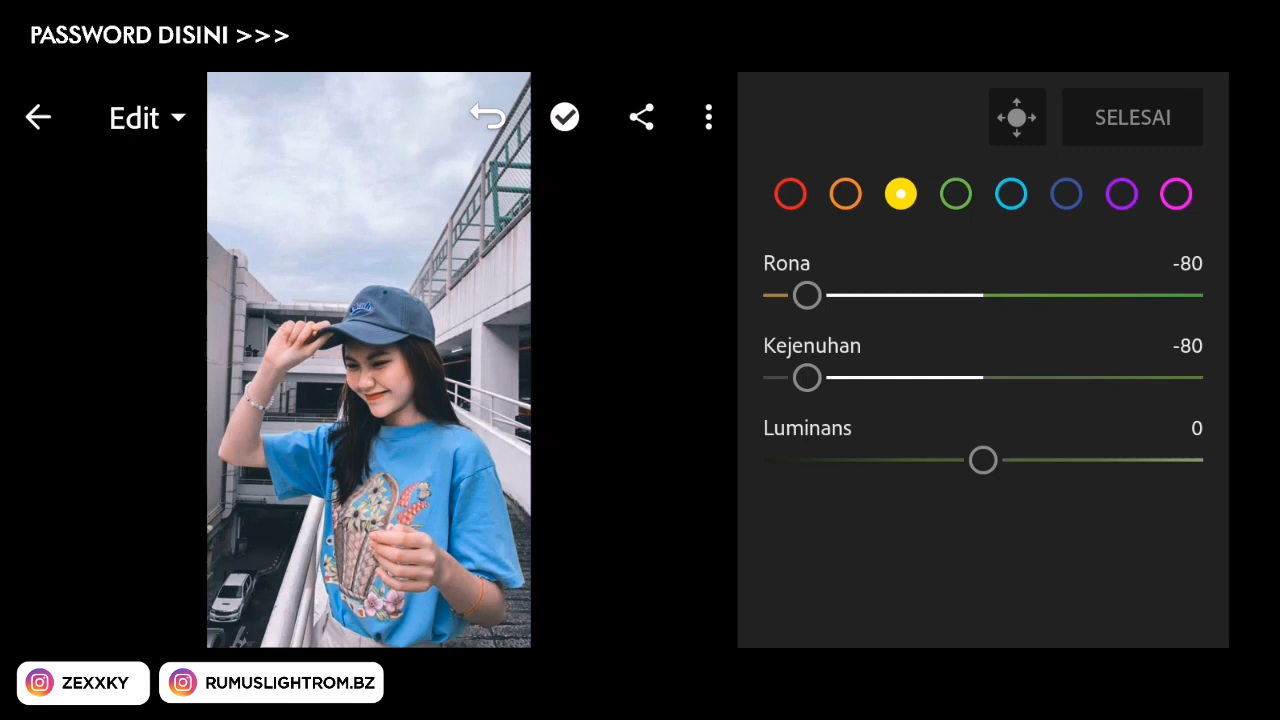 PASSWORD DISINI >>>
Edit
SELESAI
Rona -80
Kejenuhan -80
Luminans 0
ZEXXKY
RUMUSLIGHTROM.BZ